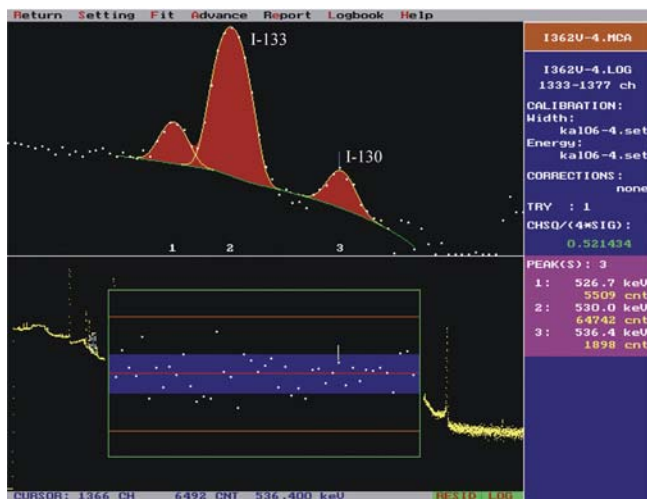 Return Setting Fit Advance Report Logbook Help
I-133
I-130
1 2 3
I362V-4.MCA
I362V-4.LOG
1333-1377 ch
CALIBRATION:
Width:
ka106-4.set
Energy:
ka106-4.set
CORRECTIONS:
none
TRY : 1
CHSQ/(4*SIG):
0.521434
PEAK(S): 3
1: 526.7 keV
5509 cnt
2: 530.0 keV
64742 cnt
3: 536.4 keV
1898 cnt
CURSOR: 1366 CH 6492 CNT 536.400 keV RESID LOG